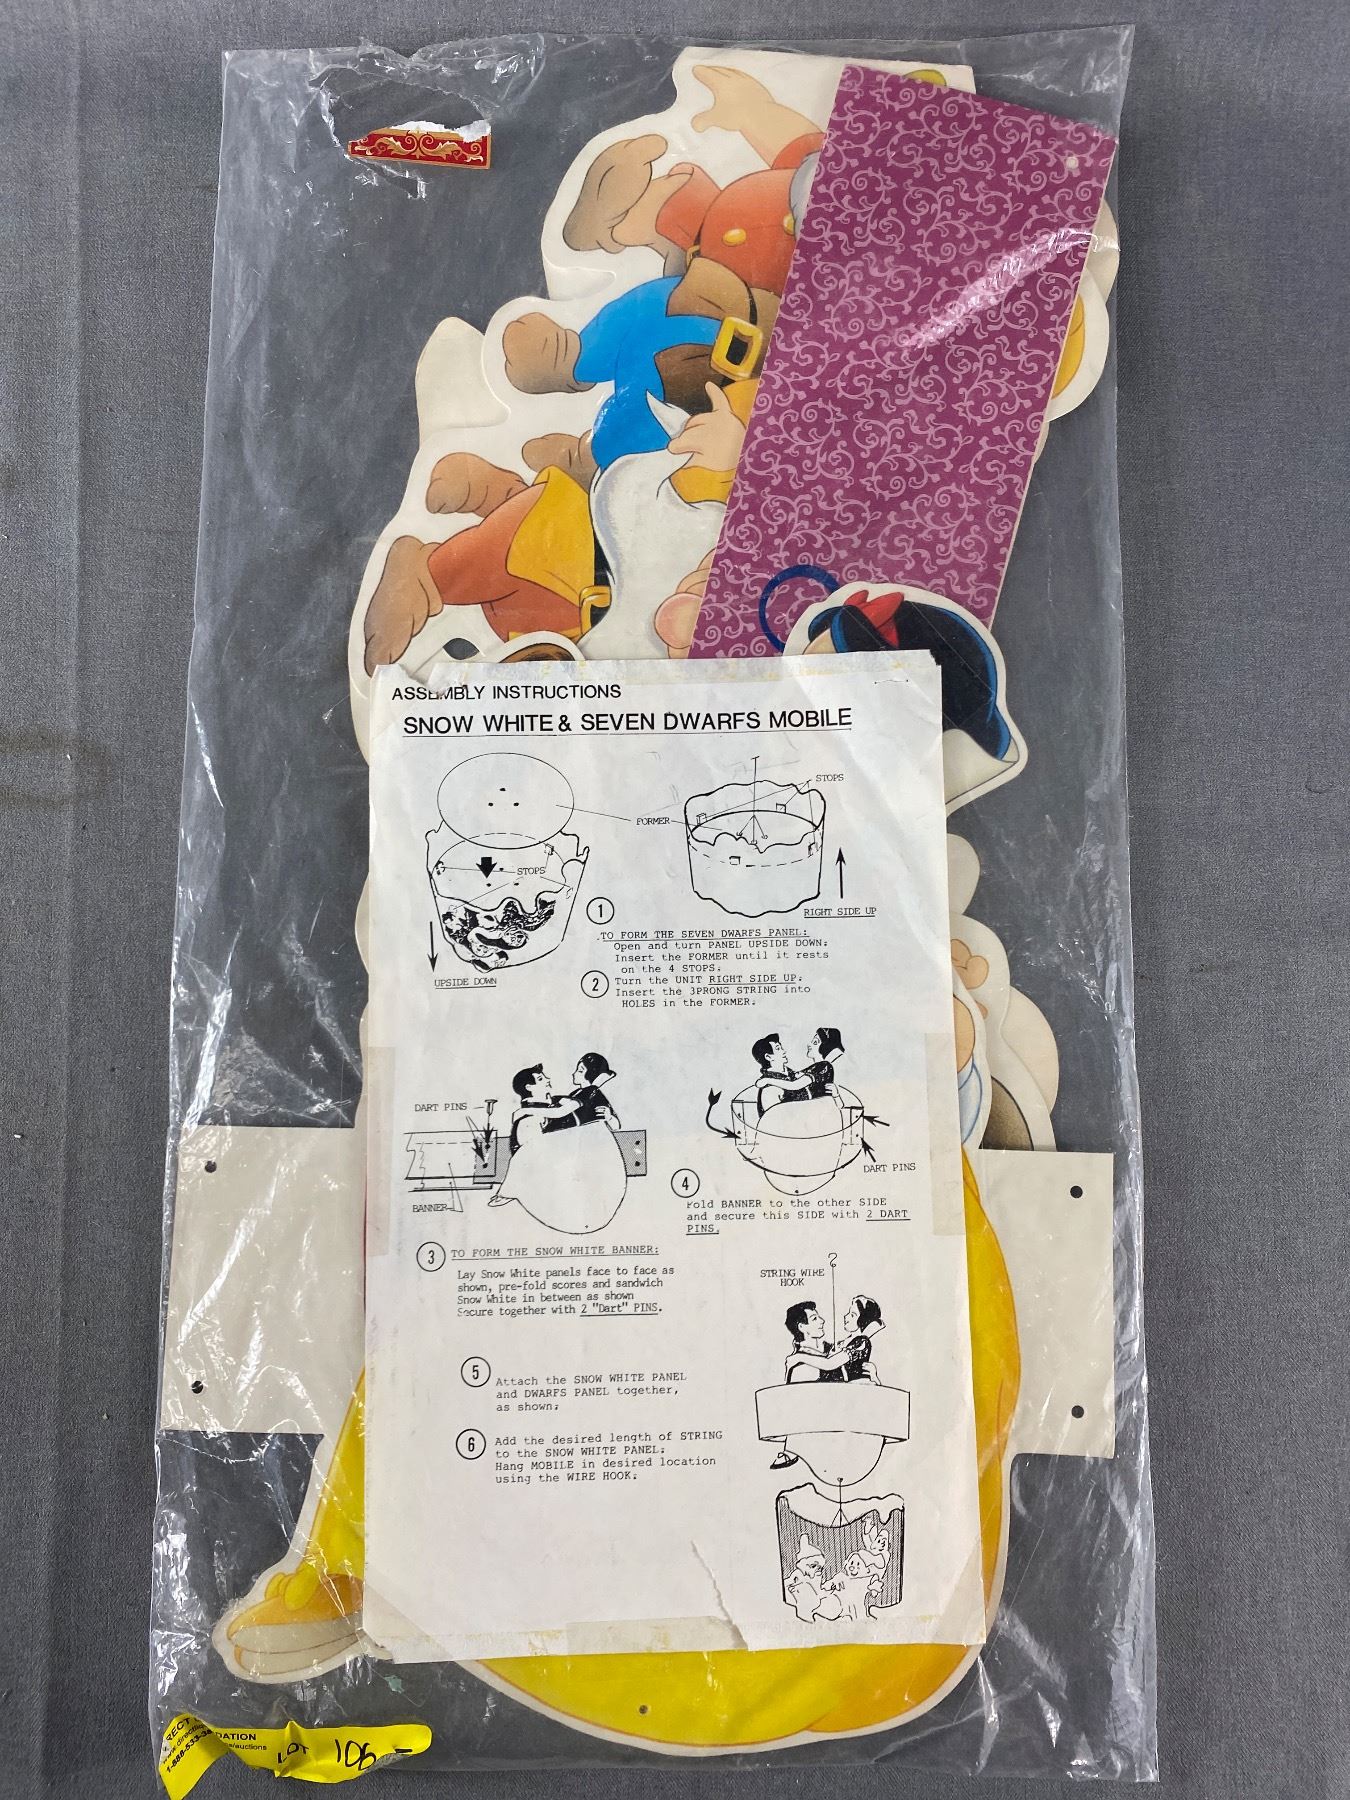 ASSEMBLY INSTRUCTIONS
SNOW WHITE & SEVEN DWARFS MOBILE
STOPS
FORMER
STOPS
RIGHT SIDE UP
UPSIDE DOWN
1
TO FORM THE SEVEN DWARFS PANEL:
Open and turn PANEL UPSIDE DOWN:
Insert the FORMER until it rests
on the 4 STOPS.
2
Turn the UNIT RIGHT SIDE UP.
Insert the 3PRONG STRING into
HOLES in the FORMER.
DART PINS
BANNER
DART PINS
3
TO FORM THE SNOW WHITE BANNER:
Lay Snow White panels face to face as
shown, pre-fold scores and sandwich
Snow White in between as shown
Secure together with 2 "Dart" PINS.
4
Fold BANNER to the other SIDE
and secure this SIDE with 2 DART
PINS.
STRING WIRE
HOOK
5
Attach the SNOW WHITE PANEL
and DWARFS PANEL together,
as shown.
6
Add the desired length of STRING
to the SNOW WHITE PANEL.
Hang MOBILE in desired location
using the WIRE HOOK.
DATION
/auctions
1-888-533-
LOT 106